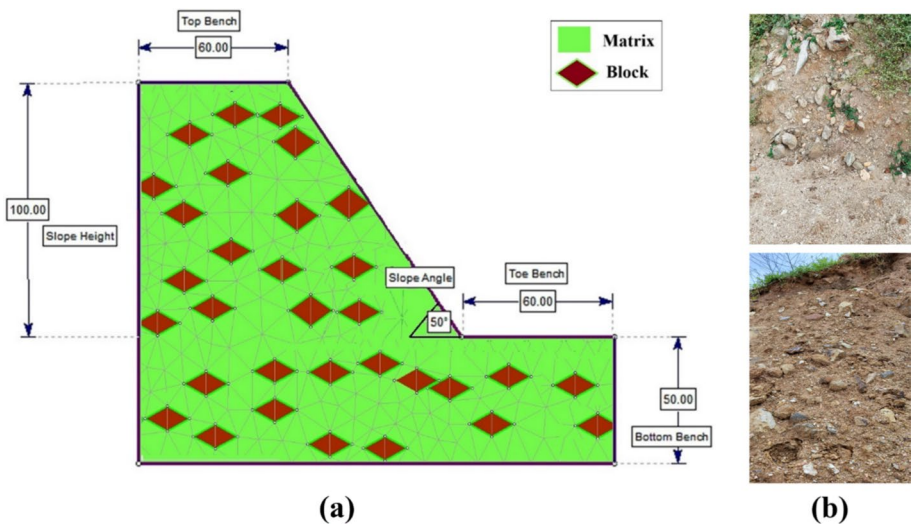 Top Bench
60.00
Matrix
Block
100.00
Slope Height
Slope Angle
50°
Toe Bench
60.00
50.00
Bottom Bench
(a)
(b)